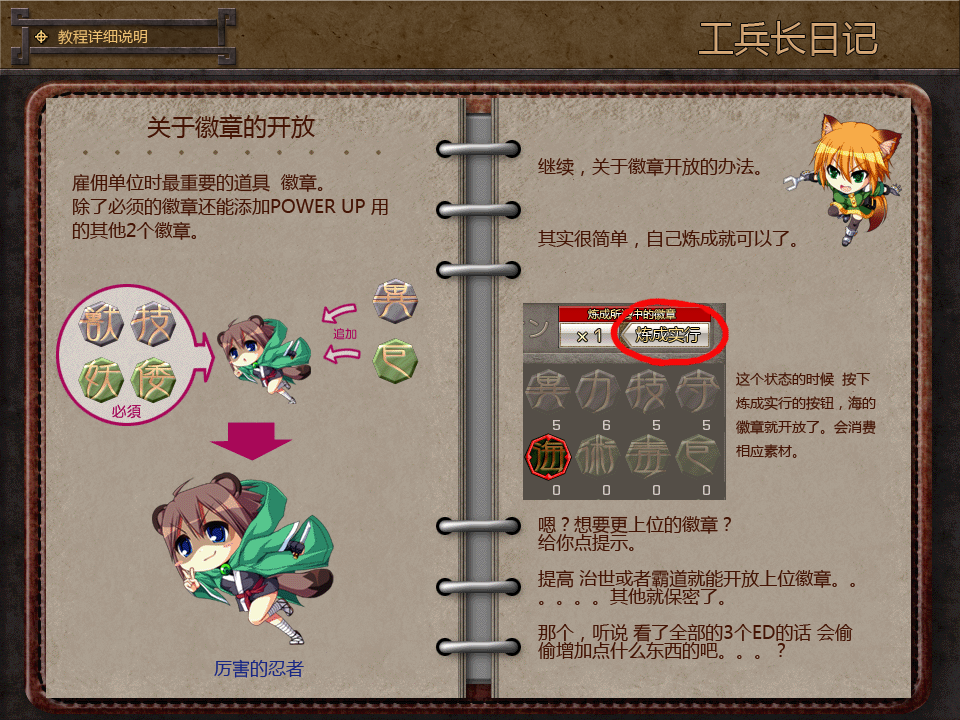 教程详细说明
工兵长日记
关于徽章的开放
雇佣单位时最重要的道具 徽章。
除了必须的徽章还能添加POWER UP 用
的其他2个徽章。
獣 技
妖 倭
必須
異
追加
厉害的忍者
继续，关于徽章开放的办法。
其实很简单，自己炼成就可以了。
炼成所选中的徽章
ン ×1 炼成实行
異 力 技 守
5 6 5 5
海 術 毒
0 0 0 0
这个状态的时候 按下
炼成实行的按钮，海的
徽章就开放了。会消费
相应素材。
嗯？想要更上位的徽章？
给你点提示。
提高 治世或者霸道就能开放上位徽章。。
。。。。其他就保密了。
那个，听说 看了全部的3个ED的话 会偷
偷增加点什么东西的吧。。。？